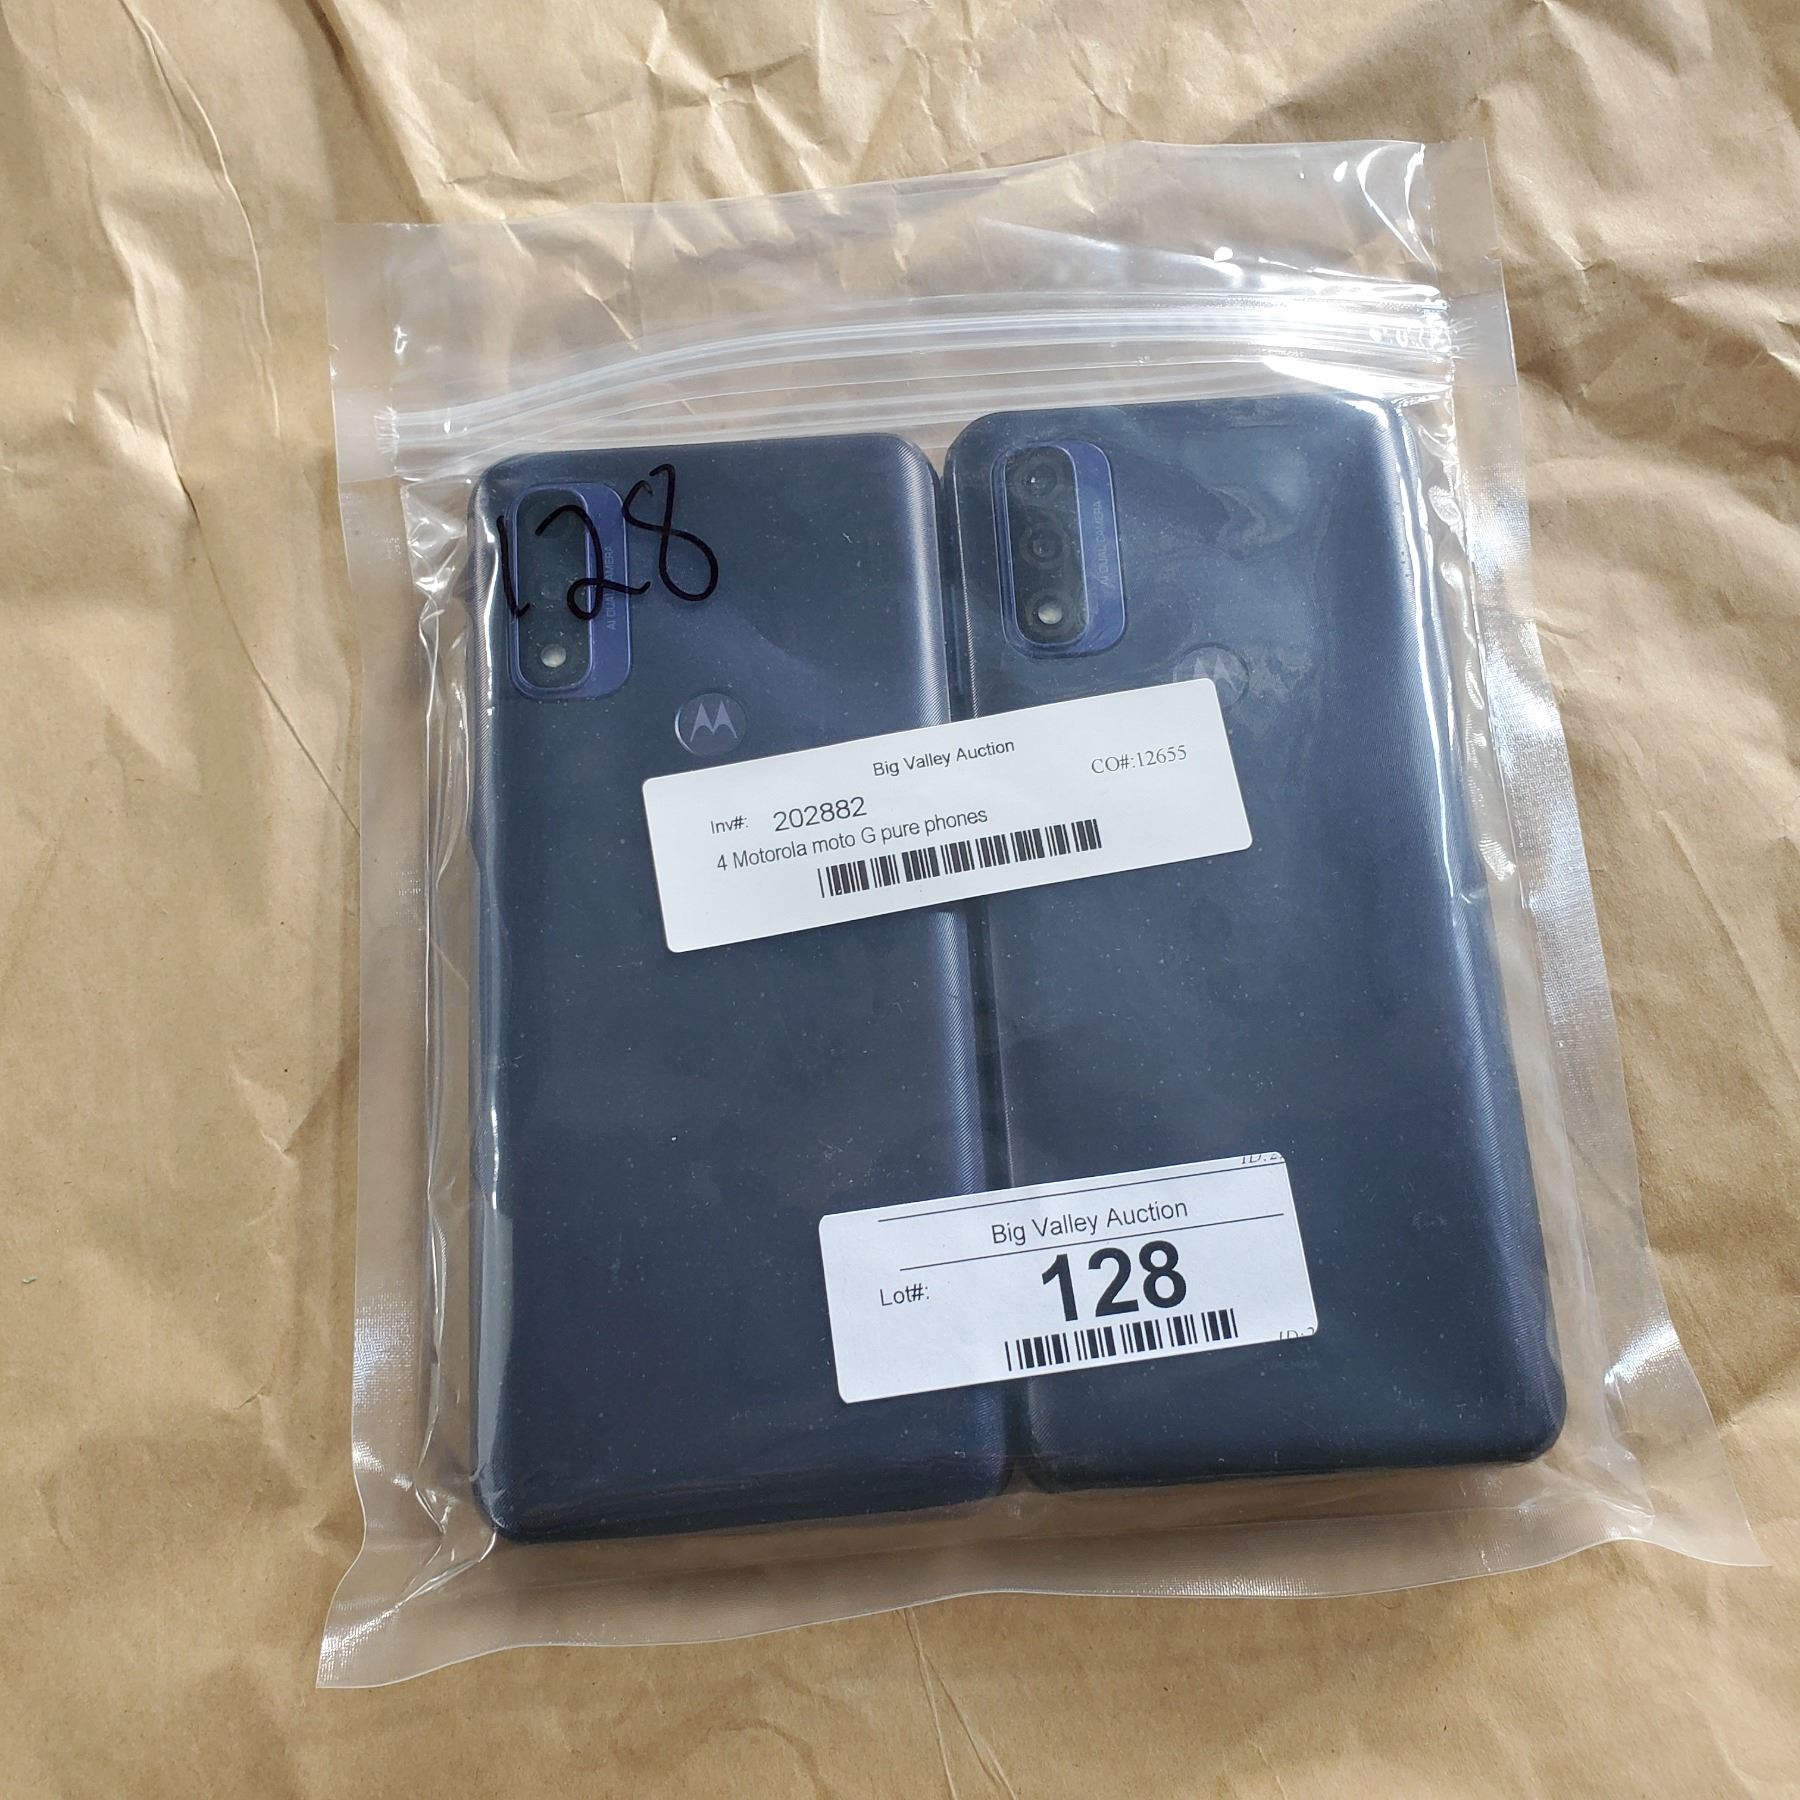 128
AI DUAL CAMERA
AI DUAL CAMERA
Big Valley Auction
CO#:12655
Inv#: 202882
4 Motorola moto G pure phones
Big Valley Auction
Lot#: 128